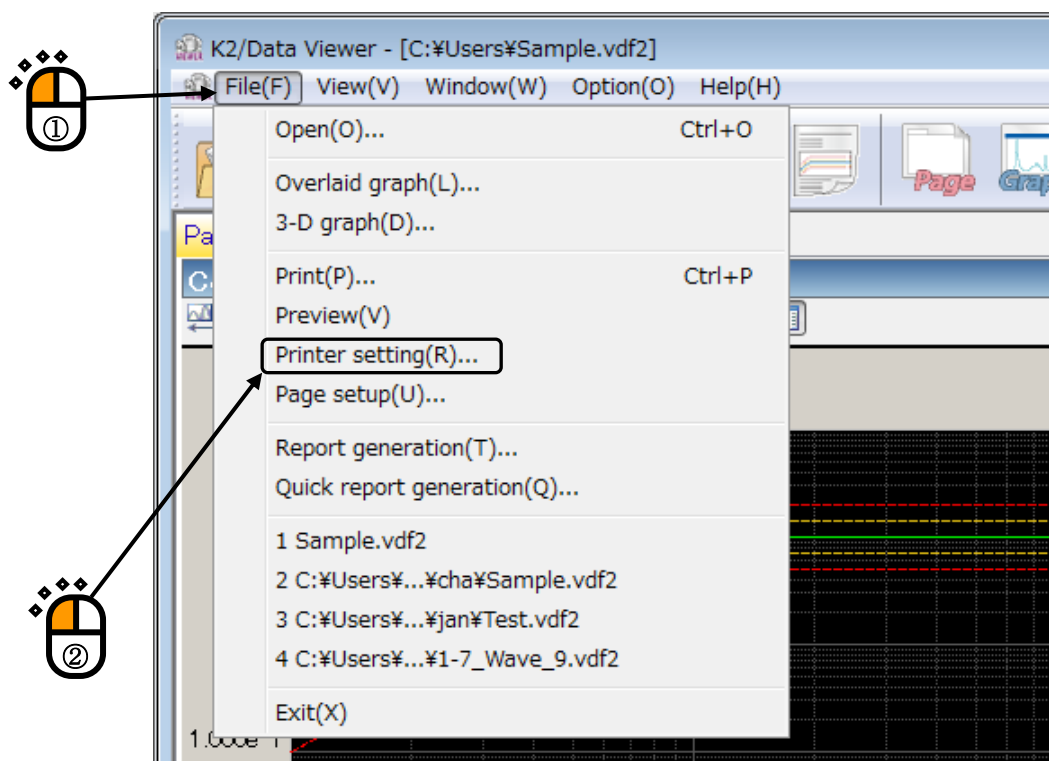 K2/Data Viewer - [C:¥Users¥Sample.vdf2]
File(F) View(V) Window(W) Option(O) Help(H)
①
Open(O)... Ctrl+O
Overlaid graph(L)...
3-D graph(D)...
Page
Print(P)... Ctrl+P
Preview(V)
Printer setting(R)...
Page setup(U)...
Report generation(T)...
Quick report generation(Q)...
1 Sample.vdf2
2 C:¥Users¥...¥cha¥Sample.vdf2
3 C:¥Users¥...¥jan¥Test.vdf2
4 C:¥Users¥...¥1-7_Wave_9.vdf2
②
Exit(X)